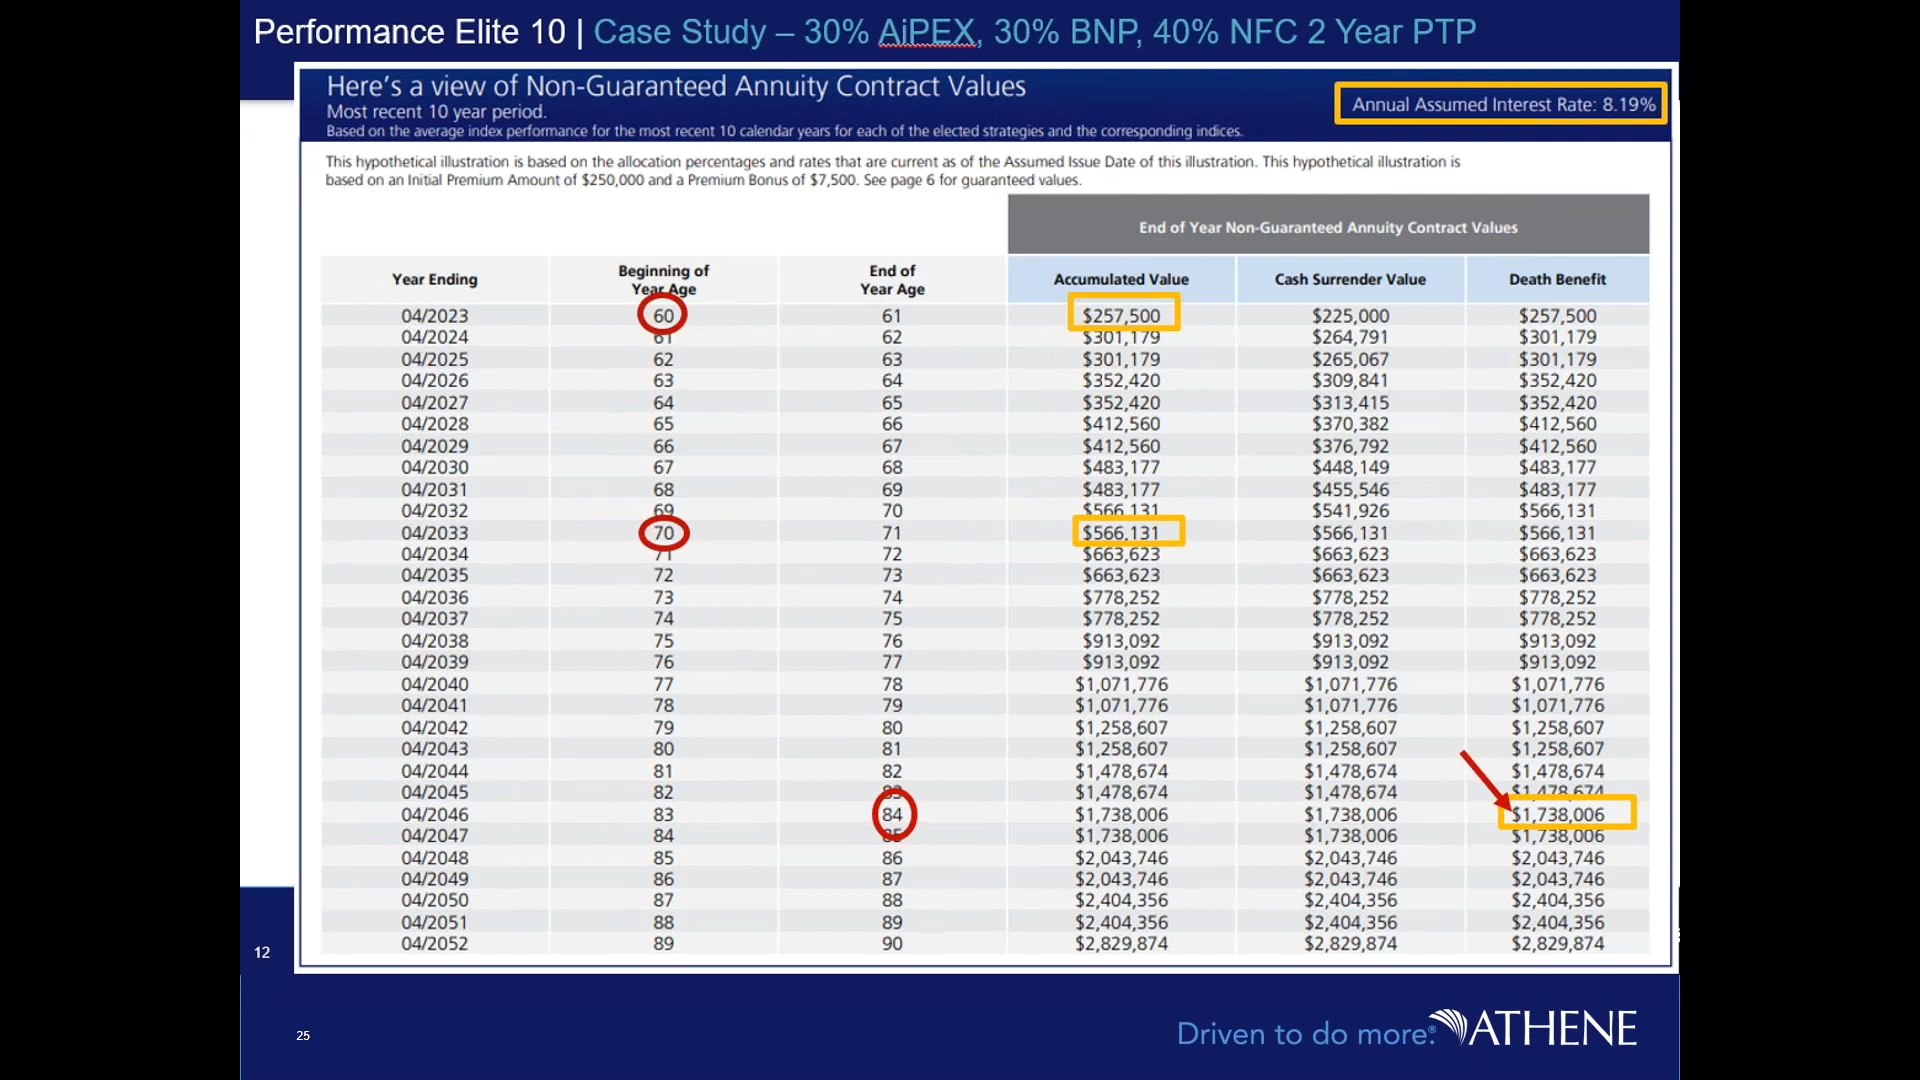 Performance Elite 10 | Case Study – 30% AiPEX, 30% BNP, 40% NFC 2 Year PTP
Here's a view of Non-Guaranteed Annuity Contract Values
Most recent 10 year period.
Based on the average index performance for the most recent 10 calendar years for each of the elected strategies and the corresponding indices.
Annual Assumed Interest Rate: 8.19%
This hypothetical illustration is based on the allocation percentages and rates that are current as of the Assumed Issue Date of this illustration. This hypothetical illustration is
based on an Initial Premium Amount of $250,000 and a Premium Bonus of $7,500. See page 6 for guaranteed values.
End of Year Non-Guaranteed Annuity Contract Values
Year Ending Beginning of Year Age End of Year Age Accumulated Value Cash Surrender Value Death Benefit
04/2023 60 61 $257,500 $225,000 $257,500
04/2024 61 62 $301,179 $264,791 $301,179
04/2025 62 63 $301,179 $265,067 $301,179
04/2026 63 64 $352,420 $309,841 $352,420
04/2027 64 65 $352,420 $313,415 $352,420
04/2028 65 66 $412,560 $370,382 $412,560
04/2029 66 67 $412,560 $376,792 $412,560
04/2030 67 68 $483,177 $448,149 $483,177
04/2031 68 69 $483,177 $455,546 $483,177
04/2032 69 70 $566,131 $541,926 $566,131
04/2033 70 71 $566,131 $566,131 $566,131
04/2034 71 72 $663,623 $663,623 $663,623
04/2035 72 73 $663,623 $663,623 $663,623
04/2036 73 74 $778,252 $778,252 $778,252
04/2037 74 75 $778,252 $778,252 $778,252
04/2038 75 76 $913,092 $913,092 $913,092
04/2039 76 77 $913,092 $913,092 $913,092
04/2040 77 78 $1,071,776 $1,071,776 $1,071,776
04/2041 78 79 $1,071,776 $1,071,776 $1,071,776
04/2042 79 80 $1,258,607 $1,258,607 $1,258,607
04/2043 80 81 $1,258,607 $1,258,607 $1,258,607
04/2044 81 82 $1,478,674 $1,478,674 $1,478,674
04/2045 82 83 $1,478,674 $1,478,674 $1,478,674
04/2046 83 84 $1,738,006 $1,738,006 $1,738,006
04/2047 84 85 $1,738,006 $1,738,006 $1,738,006
04/2048 85 86 $2,043,746 $2,043,746 $2,043,746
04/2049 86 87 $2,043,746 $2,043,746 $2,043,746
04/2050 87 88 $2,404,356 $2,404,356 $2,404,356
04/2051 88 89 $2,404,356 $2,404,356 $2,404,356
04/2052 89 90 $2,829,874 $2,829,874 $2,829,874
12
25
Driven to do more.® ATHENE